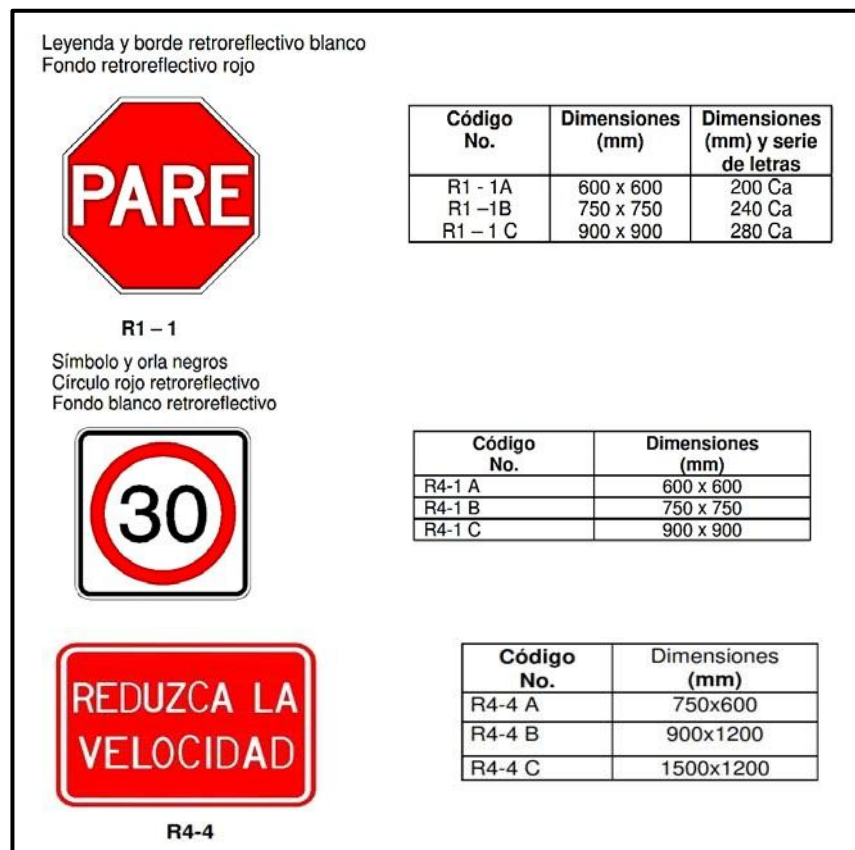 Leyenda y borde retroreflectivo blanco
Fondo retroreflectivo rojo
PARE
R1 – 1
Código No. Dimensiones (mm) Dimensiones (mm) y serie de letras
R1 - 1A 600 x 600 200 Ca
R1 –1B 750 x 750 240 Ca
R1 – 1 C 900 x 900 280 Ca
Símbolo y orla negros
Círculo rojo retroreflectivo
Fondo blanco retroreflectivo
30
Código No. Dimensiones (mm)
R4-1 A 600 x 600
R4-1 B 750 x 750
R4-1 C 900 x 900
REDUZCA LA
VELOCIDAD
R4-4
Código No. Dimensiones (mm)
R4-4 A 750x600
R4-4 B 900x1200
R4-4 C 1500x1200